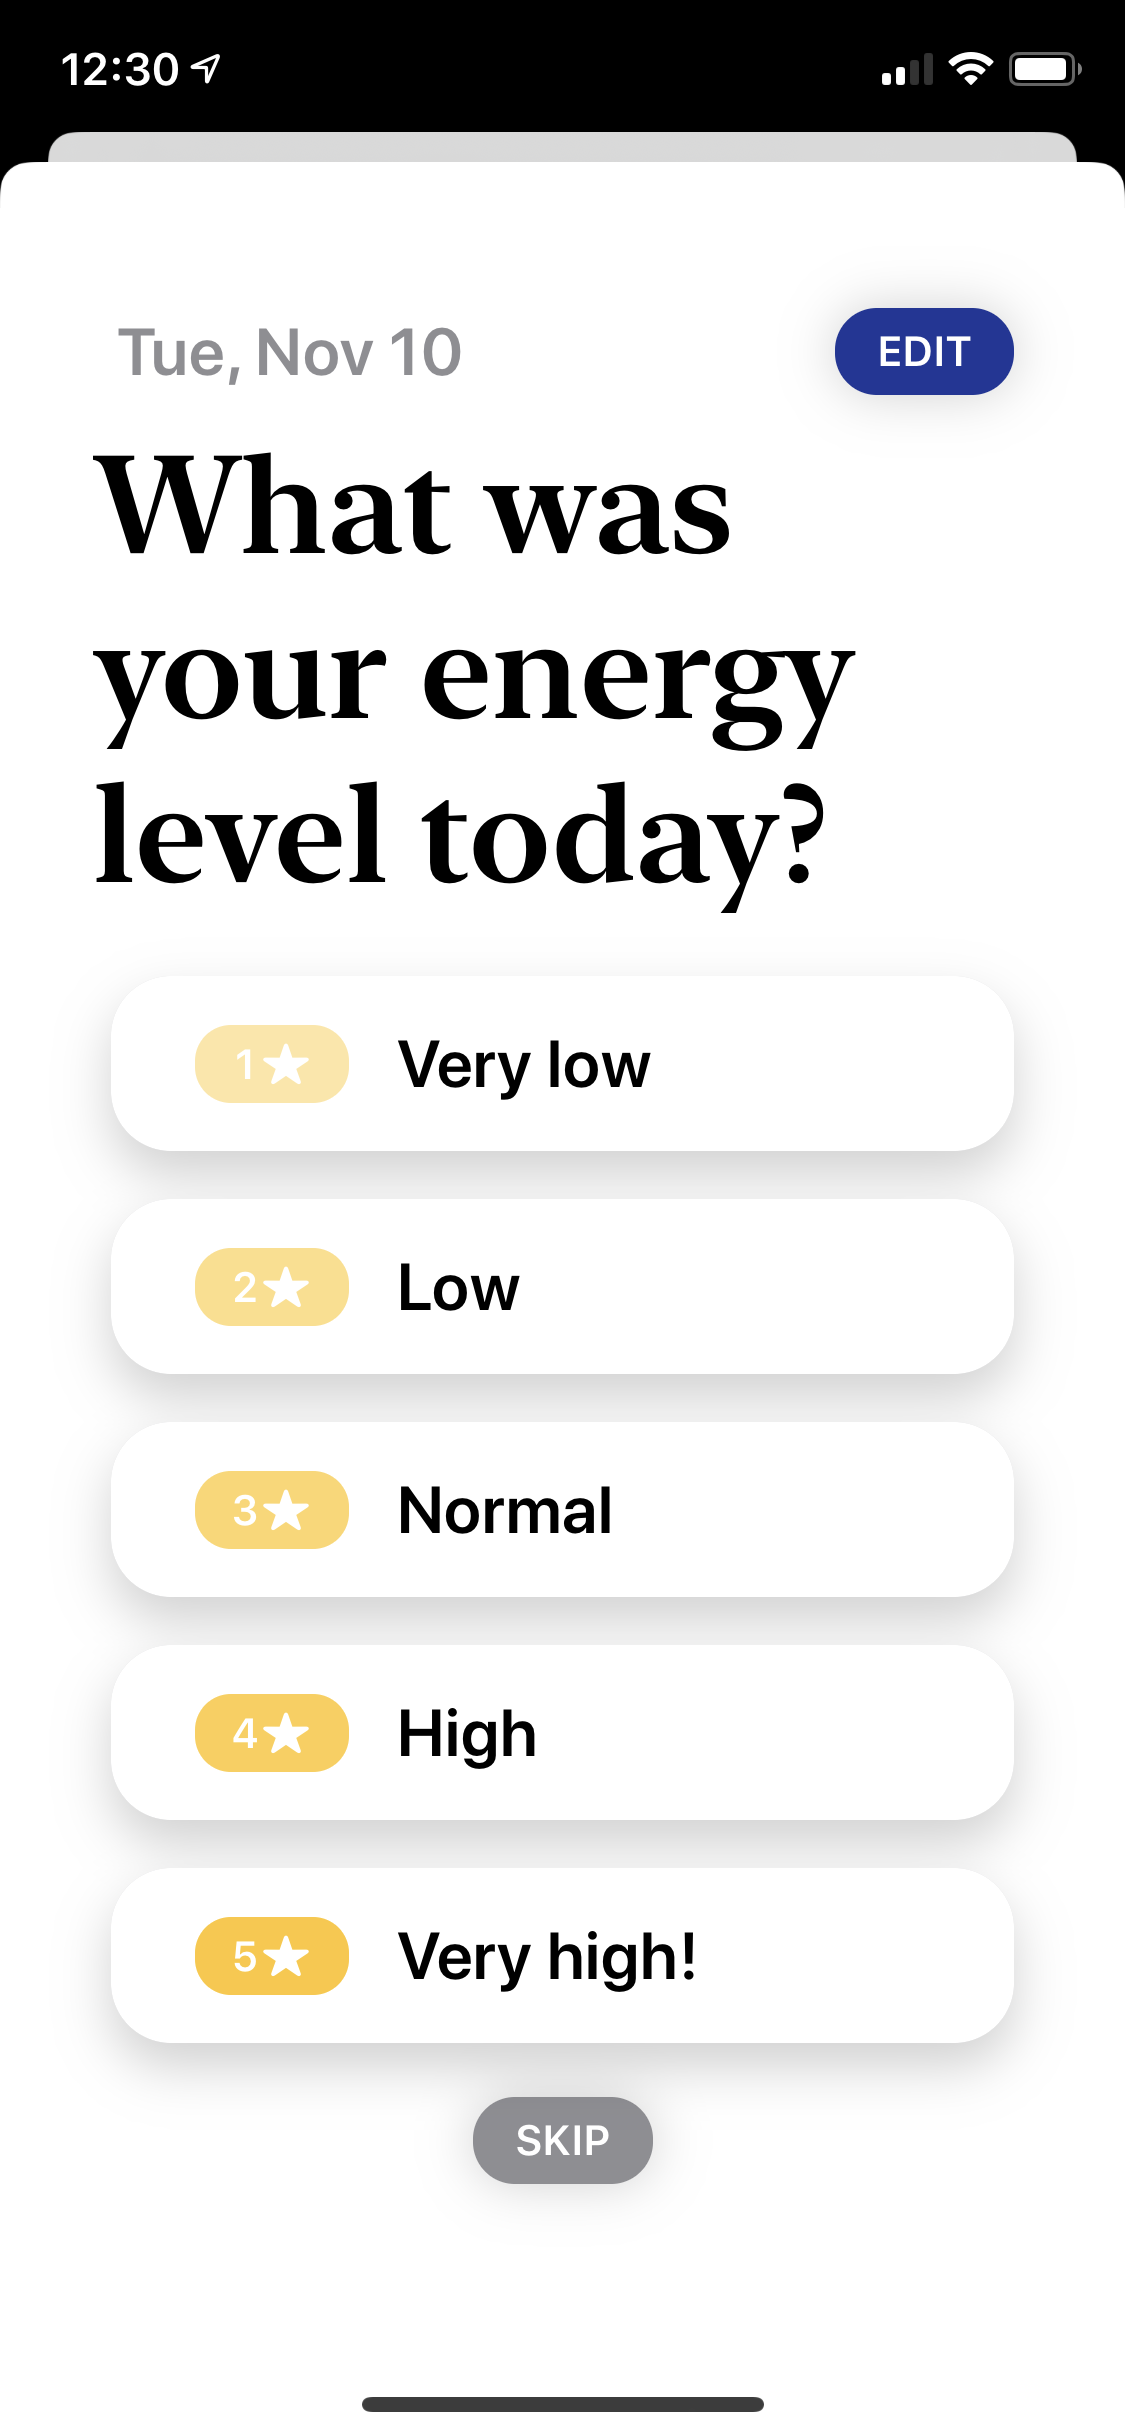 12:30
Tue, Nov 10
EDIT
What was
your energy
level today?
1★ Very low
2★ Low
3★ Normal
4★ High
5★ Very high!
SKIP